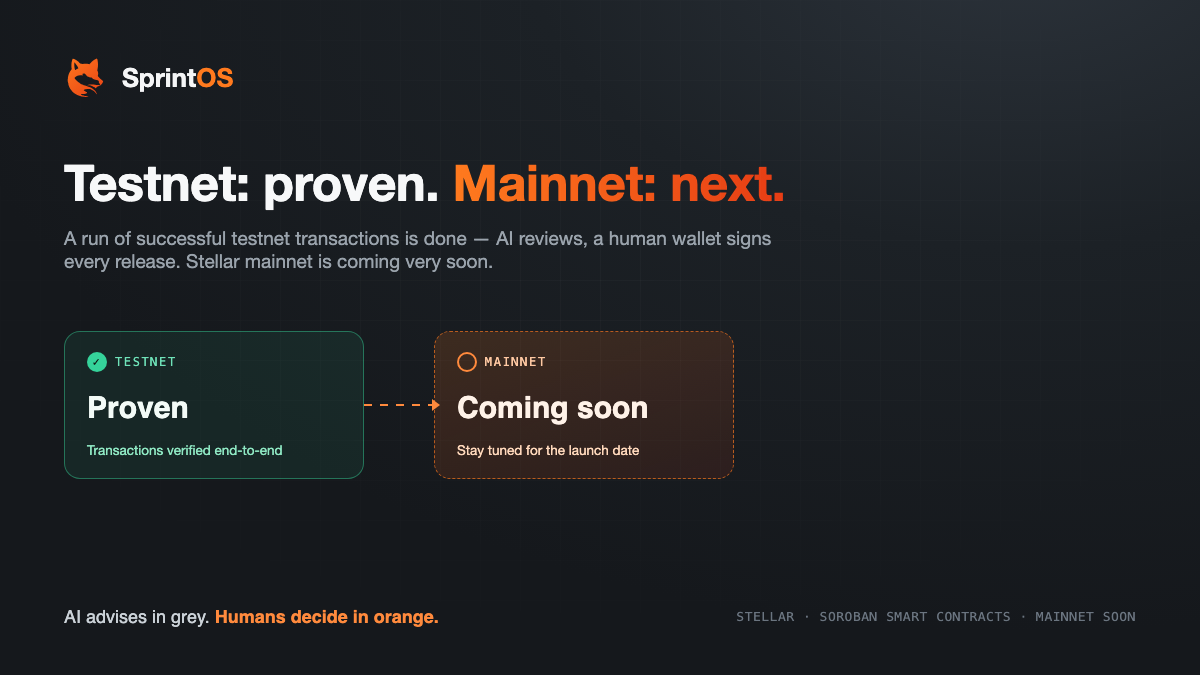 SprintOS
Testnet: proven. Mainnet: next.
A run of successful testnet transactions is done — AI reviews, a human wallet signs
every release. Stellar mainnet is coming very soon.
✓ TESTNET
Proven
Transactions verified end-to-end
MAINNET
Coming soon
Stay tuned for the launch date
AI advises in grey. Humans decide in orange.
STELLAR · SOROBAN SMART CONTRACTS · MAINNET SOON